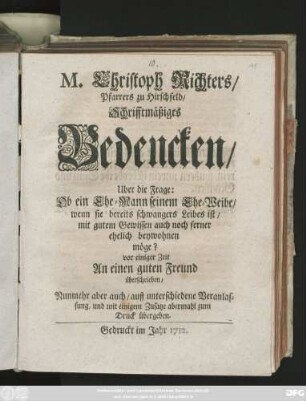 M. Christoph Richters/
Pfarrers zu Hirschfeld/
Schrifftmäßiges
Bedencken/
Uber die Frage:
Ob ein Ehe-Mann seinem Ehe-Weibe/
wenn sie bereits schwangers Leibes ist/
mit gutem Gewissen auch noch ferner
ehelich beywohnen
möge?
vor einiger Zeit
An einen guten Freund
überschrieben/
Nunmehr aber auch/ auff unterschiedene Veranlas-
sung, und mit einigem Zusatze abermahl zum
Druck übergeben.
Gedruckt im Jahr 1712.